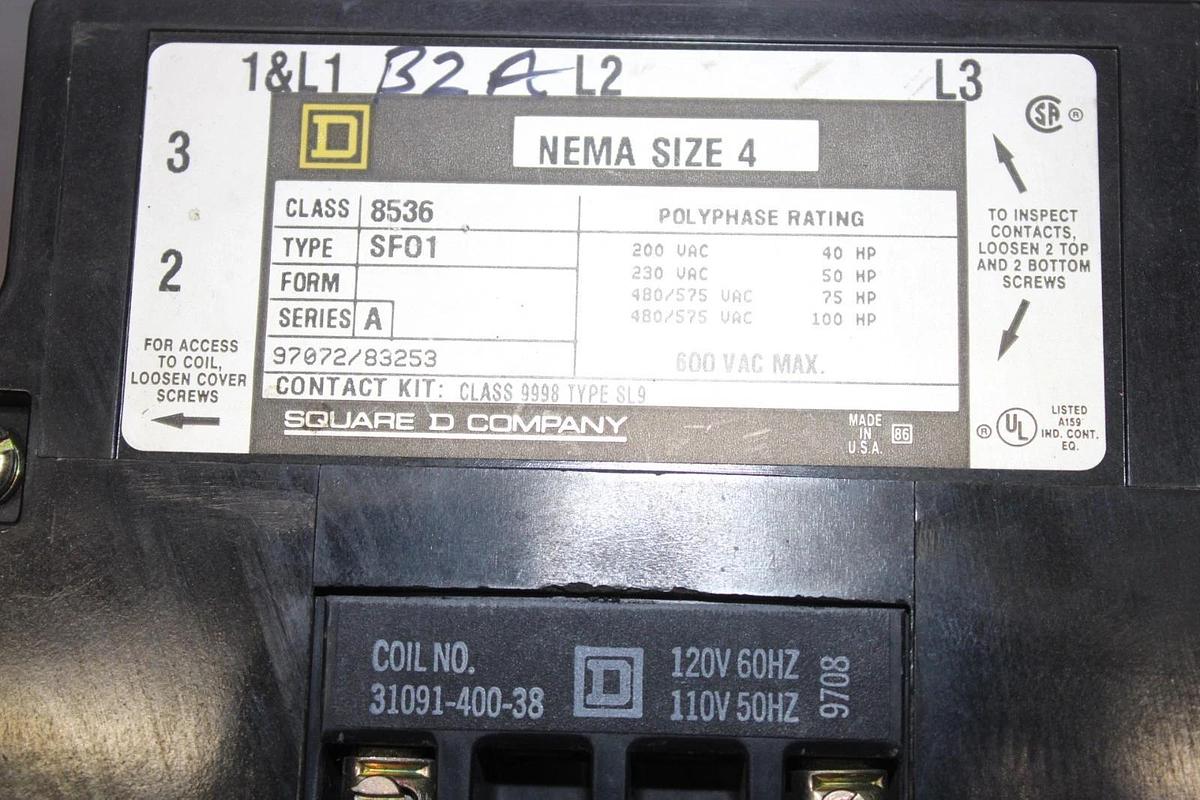 1&L1 B2A L2 L3
3
2
FOR ACCESS
TO COIL,
LOOSEN COVER
SCREWS
D
NEMA SIZE 4
CLASS 8536
TYPE SFO1
FORM
SERIES A
97072/83253
POLYPHASE RATING
200 VAC 40 HP
230 VAC 50 HP
480/575 VAC 75 HP
480/575 VAC 100 HP
600 VAC MAX.
CONTACT KIT: CLASS 9998 TYPE SL9
SQUARE D COMPANY
MADE
IN
U.S.A.
86
SA ®
TO INSPECT
CONTACTS,
LOOSEN 2 TOP
AND 2 BOTTOM
SCREWS
® UL
LISTED
A159
IND. CONT.
EQ.
COIL NO.
31091-400-38
D
120V 60HZ
110V 50HZ
9708